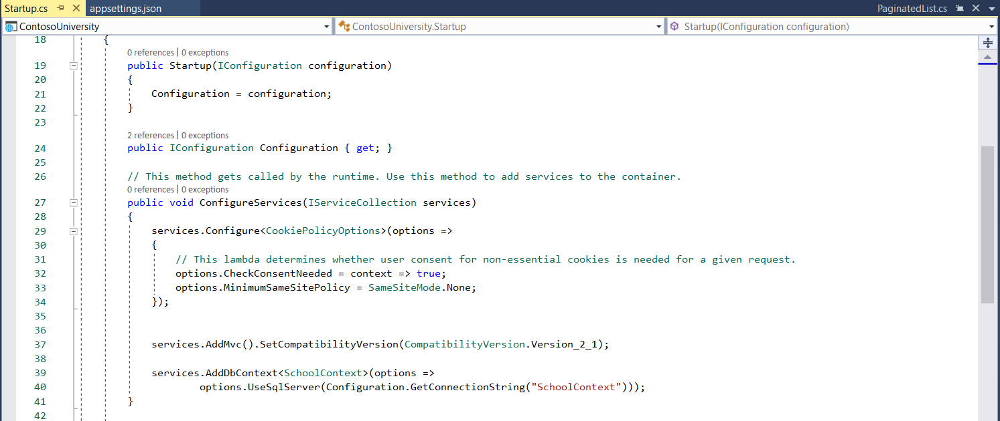 Startup.cs appsettings.json PaginatedList.cs
ContosoUniversity ContosoUniversity.Startup Startup(IConfiguration configuration)
18 {
0 references | 0 exceptions
19 public Startup(IConfiguration configuration)
20 {
21 Configuration = configuration;
22 }
23
2 references | 0 exceptions
24 public IConfiguration Configuration { get; }
25
26 // This method gets called by the runtime. Use this method to add services to the container.
0 references | 0 exceptions
27 public void ConfigureServices(IServiceCollection services)
28 {
29 services.Configure<CookiePolicyOptions>(options =>
30 {
31 // This lambda determines whether user consent for non-essential cookies is needed for a given request.
32 options.CheckConsentNeeded = context => true;
33 options.MinimumSameSitePolicy = SameSiteMode.None;
34 });
35
36
37 services.AddMvc().SetCompatibilityVersion(CompatibilityVersion.Version_2_1);
38
39 services.AddDbContext<SchoolContext>(options =>
40 options.UseSqlServer(Configuration.GetConnectionString("SchoolContext")));
41 }
42